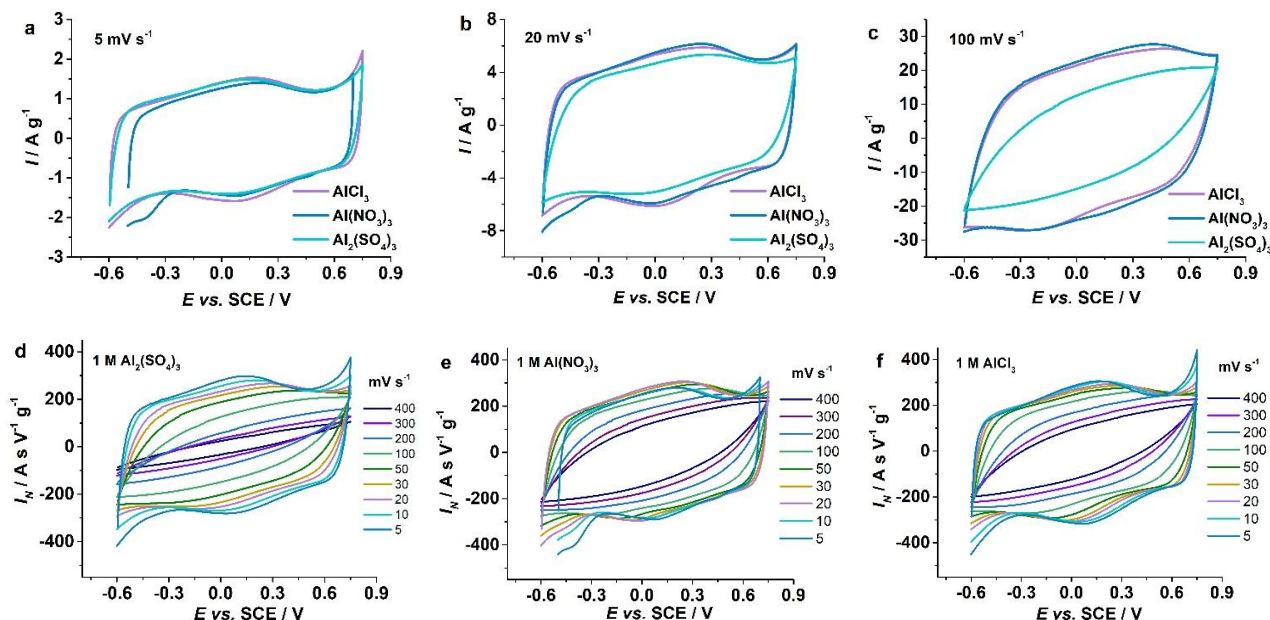 a
5 mV s⁻¹
3
2
1
0
-1
-2
-3
I / A g⁻¹
AlCl₃
Al(NO₃)₃
Al₂(SO₄)₃
-0.6 -0.3 0.0 0.3 0.6 0.9
E vs. SCE / V
b
20 mV s⁻¹
8
4
0
-4
-8
I / A g⁻¹
AlCl₃
Al(NO₃)₃
Al₂(SO₄)₃
-0.6 -0.3 0.0 0.3 0.6 0.9
E vs. SCE / V
c
100 mV s⁻¹
30
20
10
0
-10
-20
-30
I / A g⁻¹
AlCl₃
Al(NO₃)₃
Al₂(SO₄)₃
-0.6 -0.3 0.0 0.3 0.6 0.9
E vs. SCE / V
d
1 M Al₂(SO₄)₃
400
200
0
-200
-400
I_N / A s V⁻¹ g⁻¹
mV s⁻¹
400
300
200
100
50
30
20
10
5
-0.6 -0.3 0.0 0.3 0.6 0.9
E vs. SCE / V
e
1 M Al(NO₃)₃
400
200
0
-200
-400
I_N / A s V⁻¹ g⁻¹
mV s⁻¹
400
300
200
100
50
30
20
10
5
-0.6 -0.3 0.0 0.3 0.6 0.9
E vs. SCE / V
f
1 M AlCl₃
400
200
0
-200
-400
I_N / A s V⁻¹ g⁻¹
mV s⁻¹
400
300
200
100
50
30
20
10
5
-0.6 -0.3 0.0 0.3 0.6 0.9
E vs. SCE / V